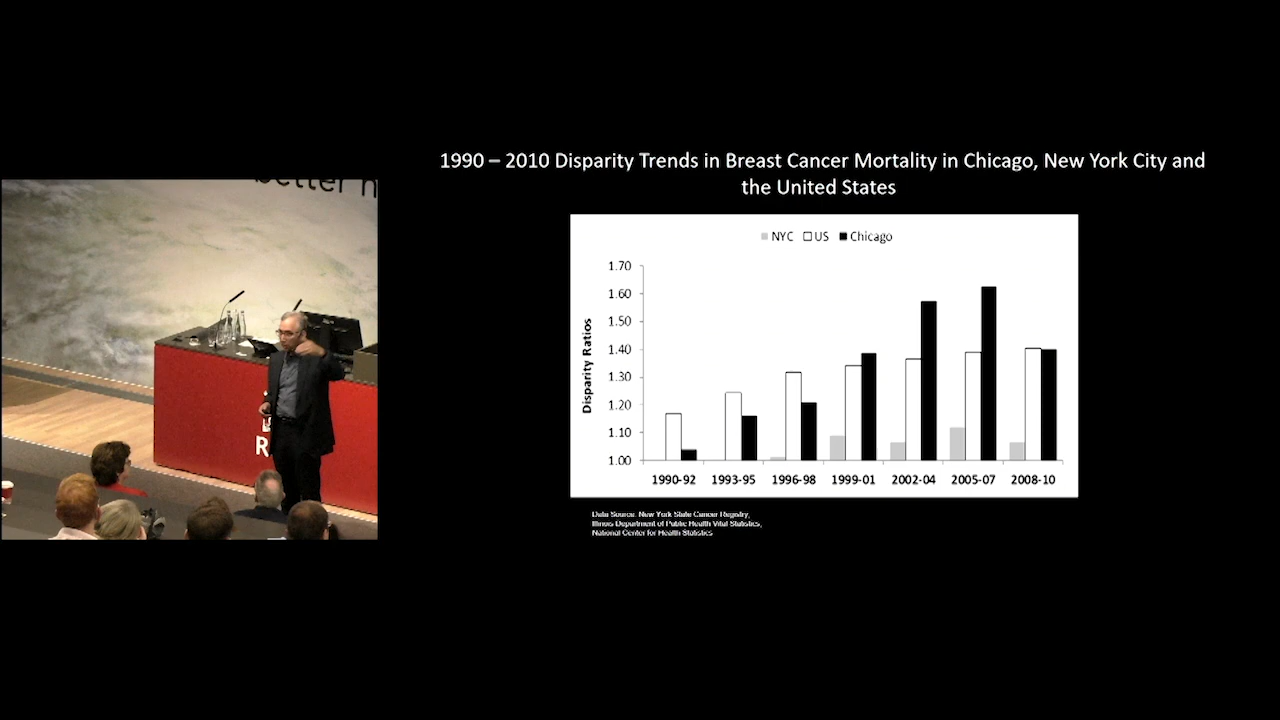 better
1990 – 2010 Disparity Trends in Breast Cancer Mortality in Chicago, New York City and
the United States
NYC US Chicago
Disparity Ratios
1.70
1.60
1.50
1.40
1.30
1.20
1.10
1.00
1990-92 1993-95 1996-98 1999-01 2002-04 2005-07 2008-10
Data Source: New York State Cancer Registry,
Illinois Department of Public Health Vital Statistics,
National Center for Health Statistics
R